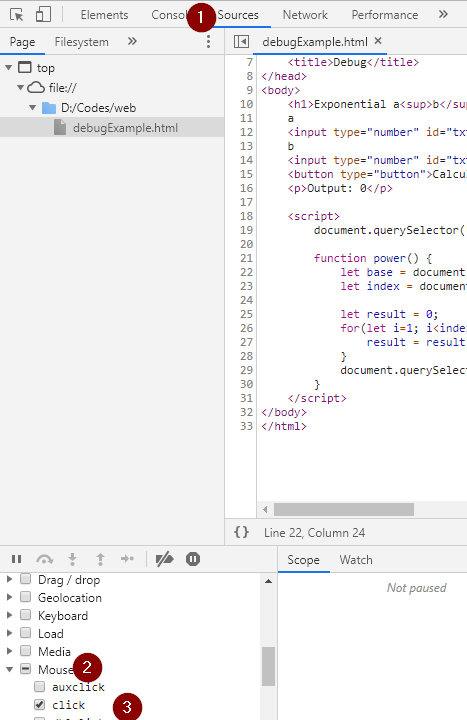 Elements Consol 1 Sources Network Performance »
Page Filesystem » debugExample.html ×
top
file://
D:/Codes/web
debugExample.html
7 <title>Debug</title>
8 </head>
9 <body>
10 <h1>Exponential a<sup>b</sup
11 a
12 <input type="number" id="txt
13 b
14 <input type="number" id="txt
15 <button type="button">Calcul
16 <p>Output: 0</p>
17
18 <script>
19 document.querySelector(
20
21 function power() {
22 let base = document
23 let index = document
24
25 let result = 0;
26 for(let i=1; i<index
27 result = result
28 }
29 document.querySelect
30 }
31 </script>
32 </body>
33 </html>
{} Line 22, Column 24
Scope Watch
Not paused
Drag / drop
Geolocation
Keyboard
Load
Media
Mouse 2
auxclick
click 3